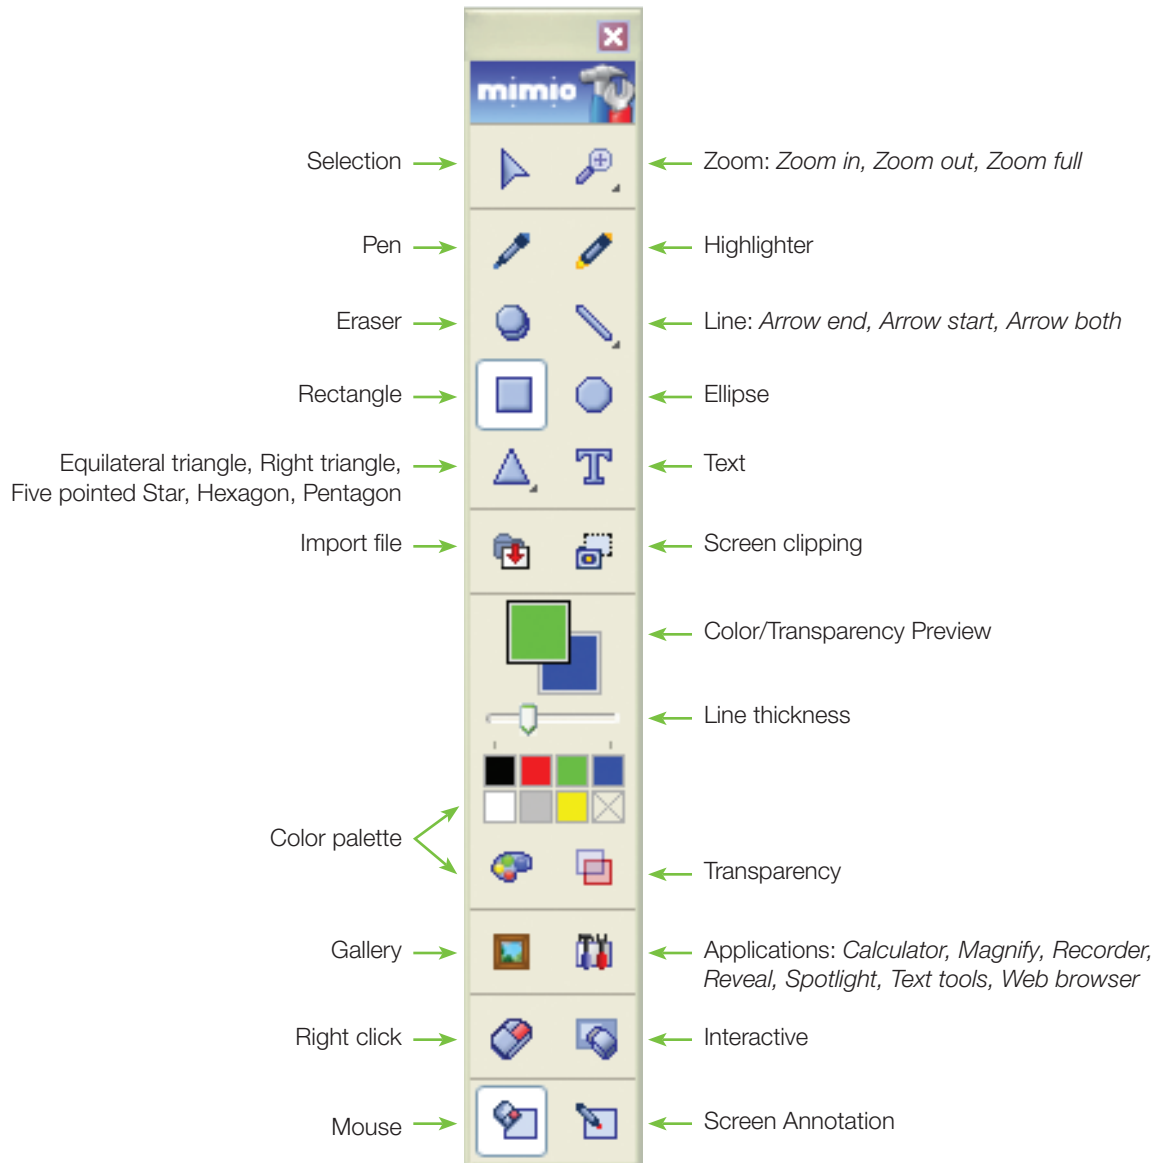 mimio
Selection
Zoom: Zoom in, Zoom out, Zoom full
Pen
Highlighter
Eraser
Line: Arrow end, Arrow start, Arrow both
Rectangle
Ellipse
Equilateral triangle, Right triangle,
Five pointed Star, Hexagon, Pentagon
Text
Import file
Screen clipping
Color/Transparency Preview
Line thickness
Color palette
Transparency
Gallery
Applications: Calculator, Magnify, Recorder,
Reveal, Spotlight, Text tools, Web browser
Right click
Interactive
Mouse
Screen Annotation